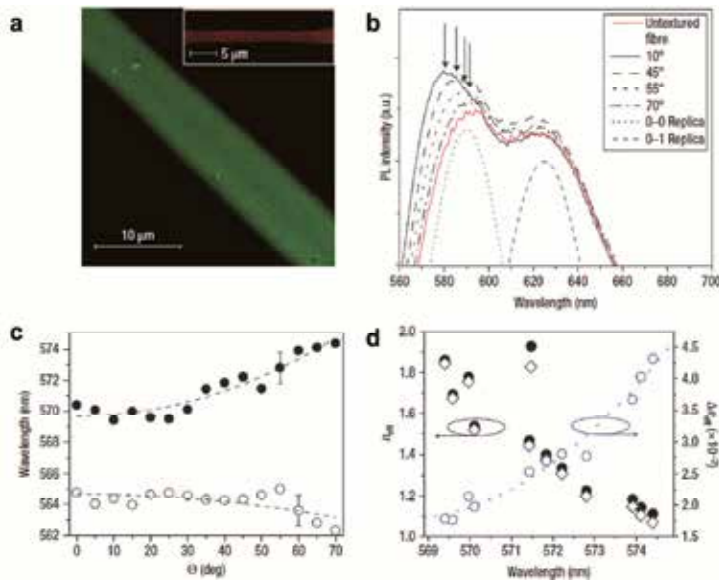 a
5 μm
10 μm
b
PL intensity (a.u.)
Untextured
fibre
10°
45°
55°
70°
0–0 Replica
0–1 Replica
560 580 600 620 640 660 680 700
Wavelength (nm)
c
Wavelength (nm)
574
572
570
568
566
564
562
0 10 20 30 40 50 60 70
Θ (deg)
d
2.0
1.8
1.6
1.4
1.2
1.0
4.5
4.0
3.5
3.0
2.5
2.0
1.5
569 570 571 572 573 574
Wavelength (nm)